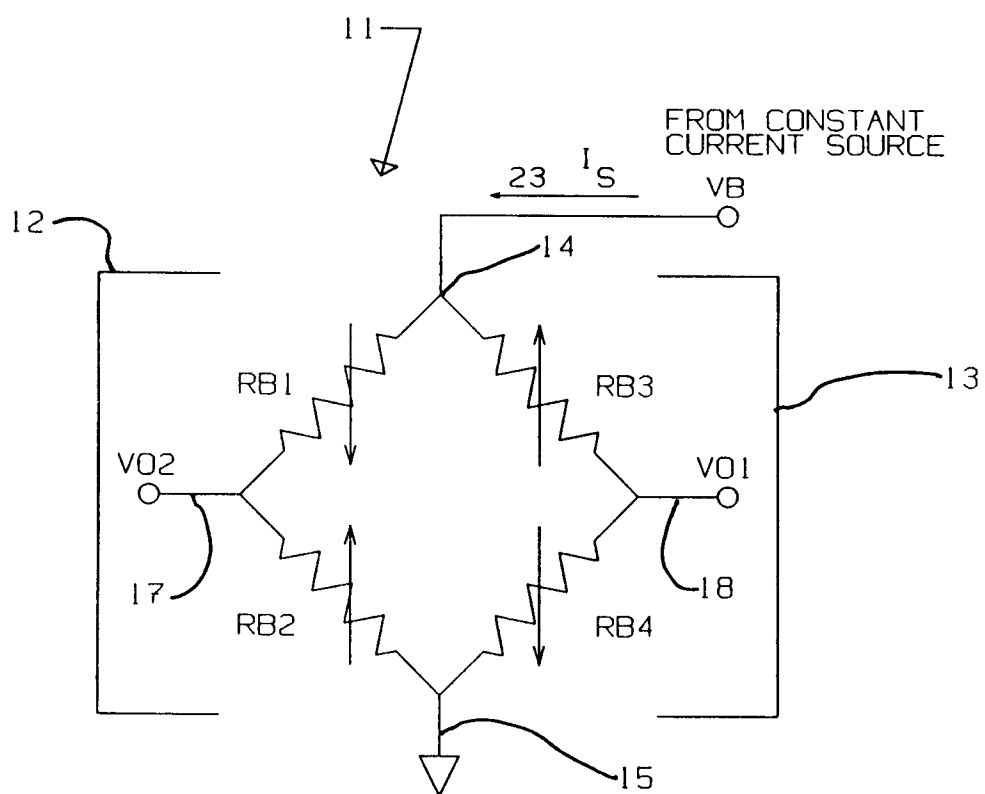 11
FROM CONSTANT
CURRENT SOURCE
23 IS
VB
12
14
RB1
RB3
13
VO2
VO1
17
18
RB2
RB4
15